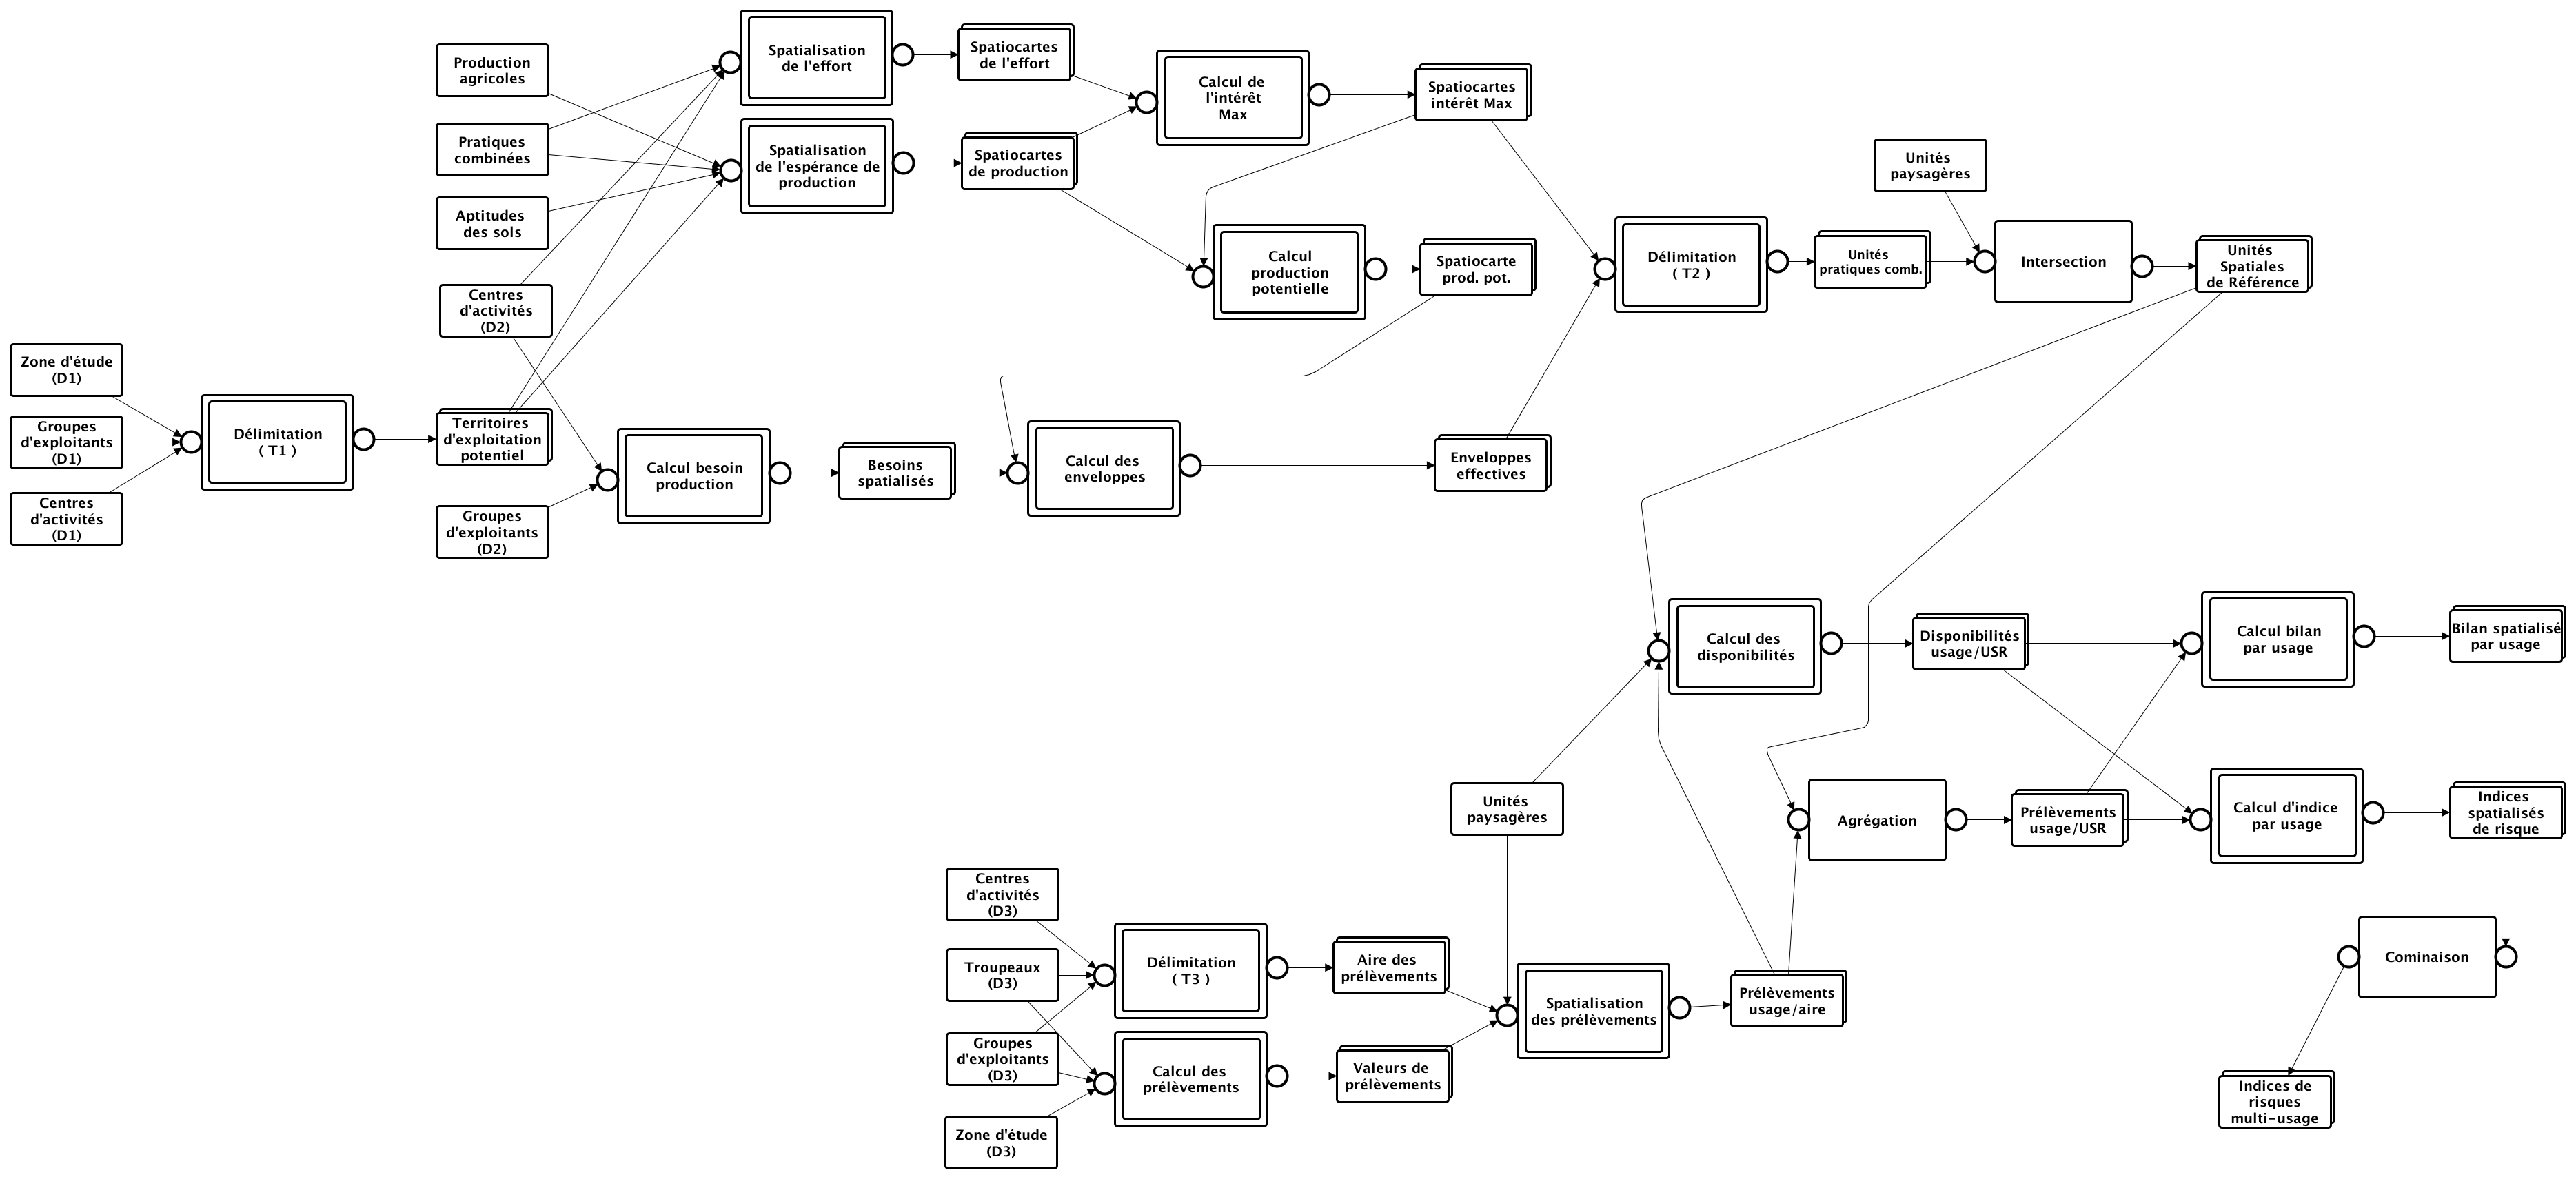 Production
agricoles
Pratiques
combinées
Aptitudes
des sols
Centres
d'activités
(D2)
Zone d'étude
(D1)
Groupes
d'exploitants
(D1)
Centres
d'activités
(D1)
Délimitation
( T1 )
Territoires
d'exploitation
potentiel
Groupes
d'exploitants
(D2)
Spatialisation
de l'effort
Spatialisation
de l'espérance de
production
Spatiocartes
de l'effort
Spatiocartes
de production
Calcul de
l'intérêt
Max
Spatiocartes
intérêt Max
Calcul
production
potentielle
Spatiocarte
prod. pot.
Calcul besoin
production
Besoins
spatialisés
Calcul des
enveloppes
Enveloppes
effectives
Délimitation
( T2 )
Unités
pratiques comb.
Unités
paysagères
Intersection
Unités
Spatiales
de Référence
Calcul des
disponibilités
Disponibilités
usage/USR
Calcul bilan
par usage
Bilan spatialisé
par usage
Unités
paysagères
Agrégation
Prélèvements
usage/USR
Calcul d'indice
par usage
Indices
spatialisés
de risque
Centres
d'activités
(D3)
Troupeaux
(D3)
Groupes
d'exploitants
(D3)
Zone d'étude
(D3)
Délimitation
( T3 )
Calcul des
prélèvements
Aire des
prélèvements
Valeurs de
prélèvements
Spatialisation
des prélèvements
Prélèvements
usage/aire
Cominaison
Indices de
risques
multi-usage